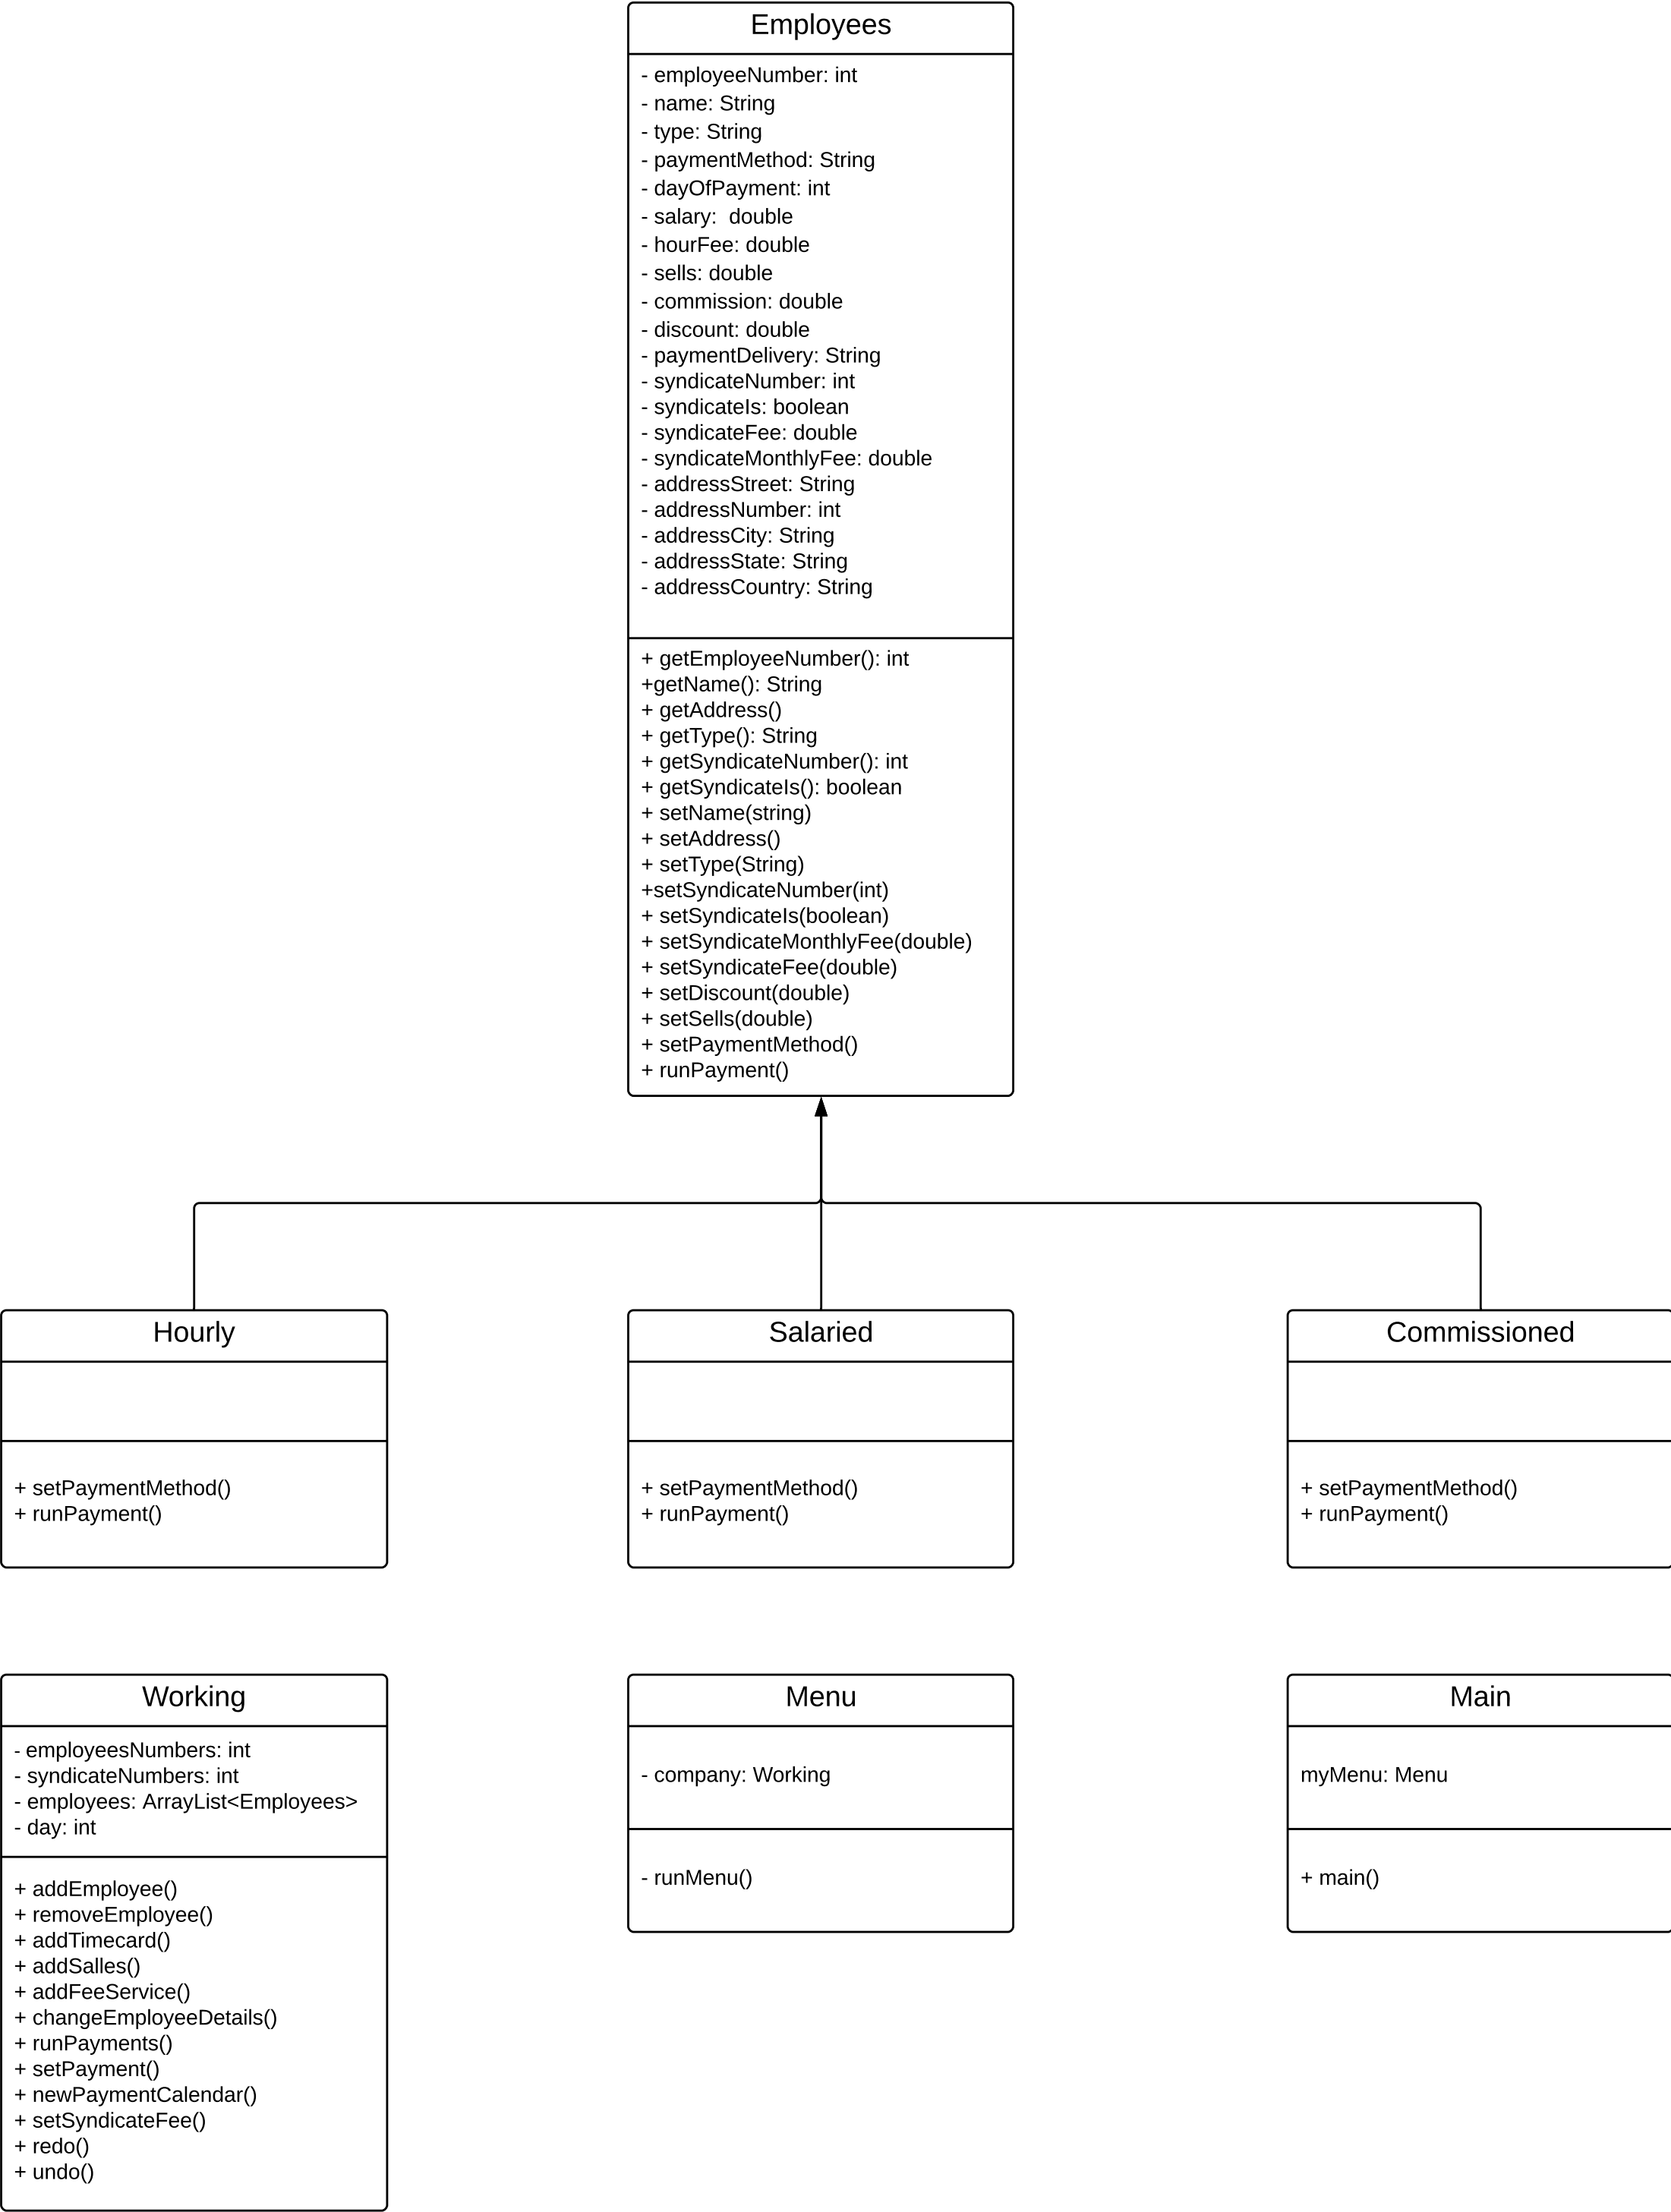 Employees
- employeeNumber: int
- name: String
- type: String
- paymentMethod: String
- dayOfPayment: int
- salary:  double
- hourFee: double
- sells: double
- commission: double
- discount: double
- paymentDelivery: String
- syndicateNumber: int
- syndicateIs: boolean
- syndicateFee: double
- syndicateMonthlyFee: double
- addressStreet: String
- addressNumber: int
- addressCity: String
- addressState: String
- addressCountry: String
+ getEmployeeNumber(): int
+getName(): String
+ getAddress()
+ getType(): String
+ getSyndicateNumber(): int
+ getSyndicateIs(): boolean
+ setName(string)
+ setAddress()
+ setType(String)
+setSyndicateNumber(int)
+ setSyndicateIs(boolean)
+ setSyndicateMonthlyFee(double)
+ setSyndicateFee(double)
+ setDiscount(double)
+ setSells(double)
+ setPaymentMethod()
+ runPayment()
Hourly
+ setPaymentMethod()
+ runPayment()
Salaried
+ setPaymentMethod()
+ runPayment()
Commissioned
+ setPaymentMethod()
+ runPayment()
Working
- employeesNumbers: int
- syndicateNumbers: int
- employees: ArrayList<Employees>
- day: int
+ addEmployee()
+ removeEmployee()
+ addTimecard()
+ addSalles()
+ addFeeService()
+ changeEmployeeDetails()
+ runPayments()
+ setPayment()
+ newPaymentCalendar()
+ setSyndicateFee()
+ redo()
+ undo()
Menu
- company: Working
- runMenu()
Main
myMenu: Menu
+ main()